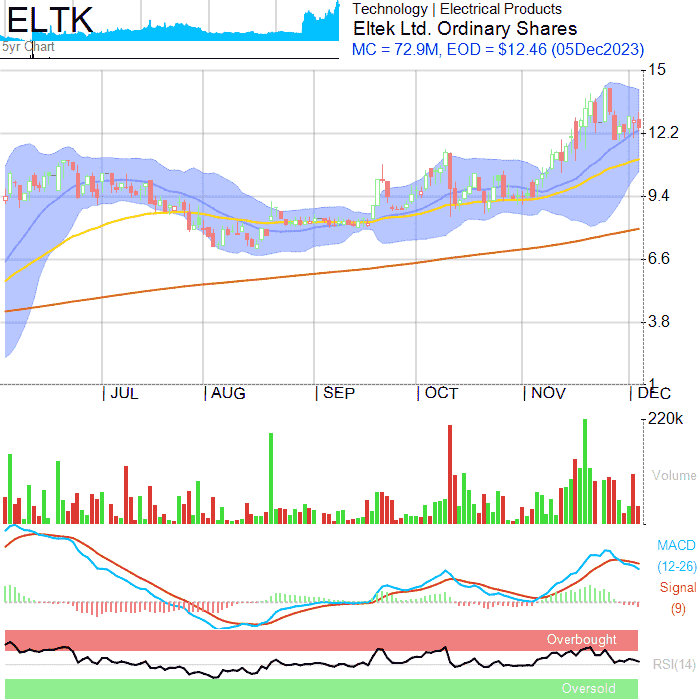 ELTK
5yr Chart
Technology | Electrical Products
Eltek Ltd. Ordinary Shares
MC = 72.9M, EOD = $12.46 (05Dec2023)
15
12.2
9.4
6.6
3.8
1
JUL AUG SEP OCT NOV DEC
220k
Volume
MACD
(12-26)
Signal
(9)
Overbought
RSI(14)
Oversold